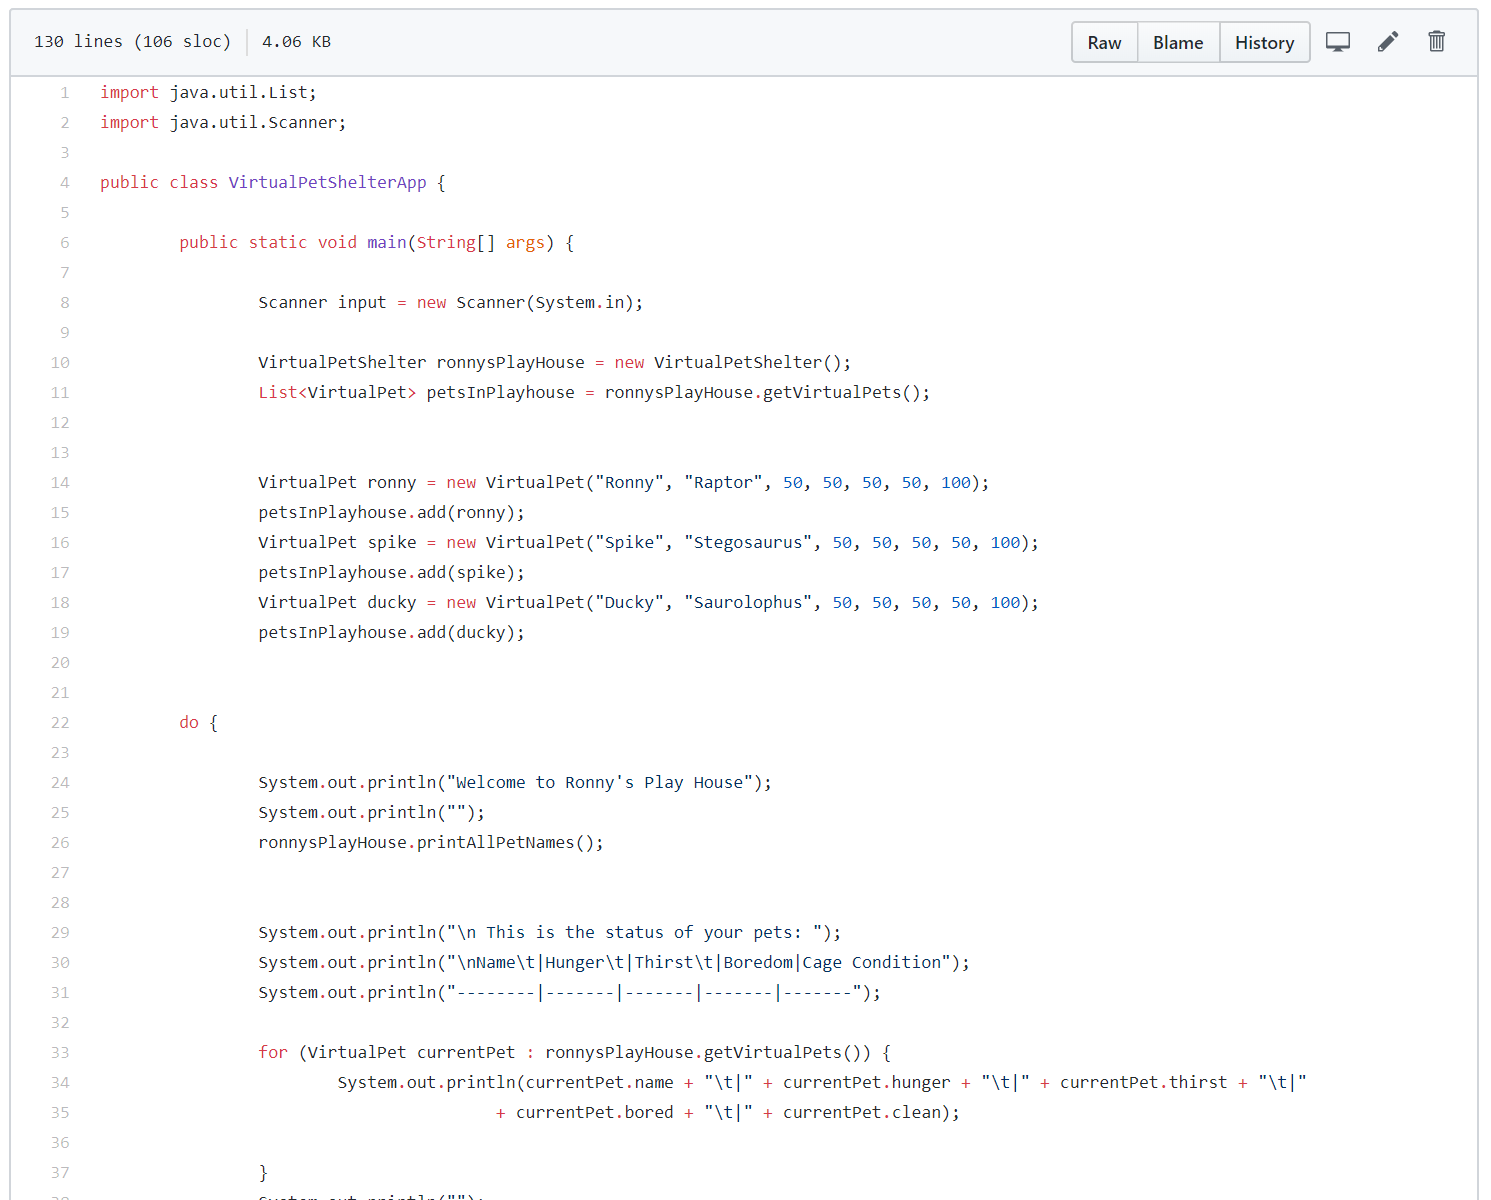 130 lines (106 sloc) 4.06 KB Raw Blame History
1 import java.util.List;
2 import java.util.Scanner;
3
4 public class VirtualPetShelterApp {
5
6 public static void main(String[] args) {
7
8 Scanner input = new Scanner(System.in);
9
10 VirtualPetShelter ronnysPlayHouse = new VirtualPetShelter();
11 List<VirtualPet> petsInPlayhouse = ronnysPlayHouse.getVirtualPets();
12
13
14 VirtualPet ronny = new VirtualPet("Ronny", "Raptor", 50, 50, 50, 50, 100);
15 petsInPlayhouse.add(ronny);
16 VirtualPet spike = new VirtualPet("Spike", "Stegosaurus", 50, 50, 50, 50, 100);
17 petsInPlayhouse.add(spike);
18 VirtualPet ducky = new VirtualPet("Ducky", "Saurolophus", 50, 50, 50, 50, 100);
19 petsInPlayhouse.add(ducky);
20
21
22 do {
23
24 System.out.println("Welcome to Ronny's Play House");
25 System.out.println("");
26 ronnysPlayHouse.printAllPetNames();
27
28
29 System.out.println("\n This is the status of your pets: ");
30 System.out.println("\nName\t|Hunger\t|Thirst\t|Boredom|Cage Condition");
31 System.out.println("--------|-------|-------|-------|-------");
32
33 for (VirtualPet currentPet : ronnysPlayHouse.getVirtualPets()) {
34 System.out.println(currentPet.name + "\t|" + currentPet.hunger + "\t|" + currentPet.thirst + "\t|"
35 + currentPet.bored + "\t|" + currentPet.clean);
36
37 }
38 System.out.println("");